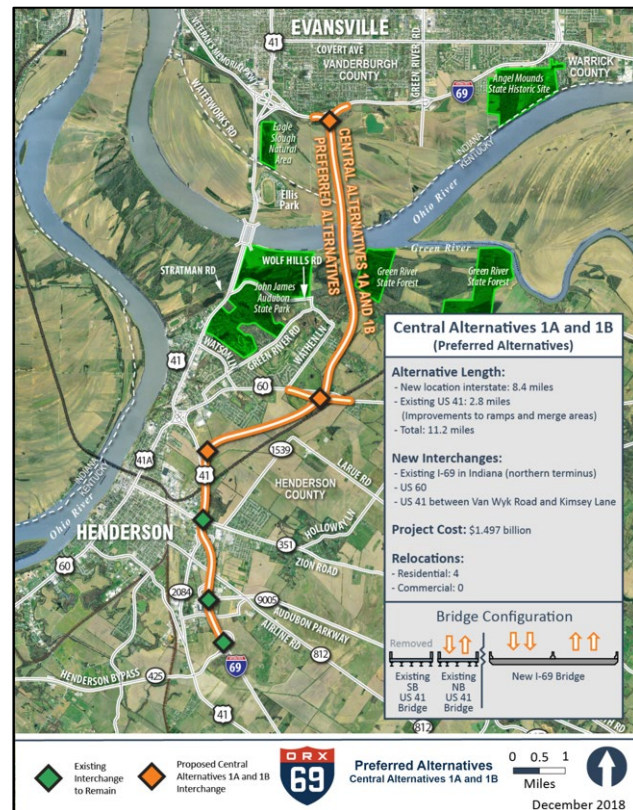 EVANSVILLE
41
COVERT AVE
VANDERBURGH
COUNTY
GREEN RIVER RD
VETERAN'S MEMORIAL PKWY
WATERWORKS RD
69
Angel Mounds
State Historic Site
WARRICK
COUNTY
Eagle
Slough
Natural
Area
Ellis
Park
INDIANA
KENTUCKY
Ohio River
CENTRAL ALTERNATIVES 1A AND 1B
PREFERRED ALTERNATIVES
Green River
STRATMAN RD
WOLF HILLS RD
John James
Audubon
State Park
Green River
State Forest
Green River
State Forest
WATSON LN
GREEN RIVER RD
WATHEN LN
41
60
41A
41
1539
LARUE RD
HENDERSON
COUNTY
INDIANA
KENTUCKY
Ohio River
HENDERSON
HOLLOWAY LN
351
ZION ROAD
60
2084
9005
AUDUBON PARKWAY
AIRLINE RD
812
HENDERSON BYPASS
425
69
41
812
Central Alternatives 1A and 1B
(Preferred Alternatives)
Alternative Length:
- New location interstate: 8.4 miles
- Existing US 41: 2.8 miles
(Improvements to ramps and merge areas)
- Total: 11.2 miles
New Interchanges:
- Existing I-69 in Indiana (northern terminus)
- US 60
- US 41 between Van Wyk Road and Kimsey Lane
Project Cost: $1.497 billion
Relocations:
- Residential: 4
- Commercial: 0
Bridge Configuration
Removed
Existing
SB
US 41
Bridge
Existing
NB
US 41
Bridge
New I-69 Bridge
Existing
Interchange
to Remain
Proposed Central
Alternatives 1A and 1B
Interchange
ORX
69
Preferred Alternatives
Central Alternatives 1A and 1B
0 0.5 1
Miles
December 2018